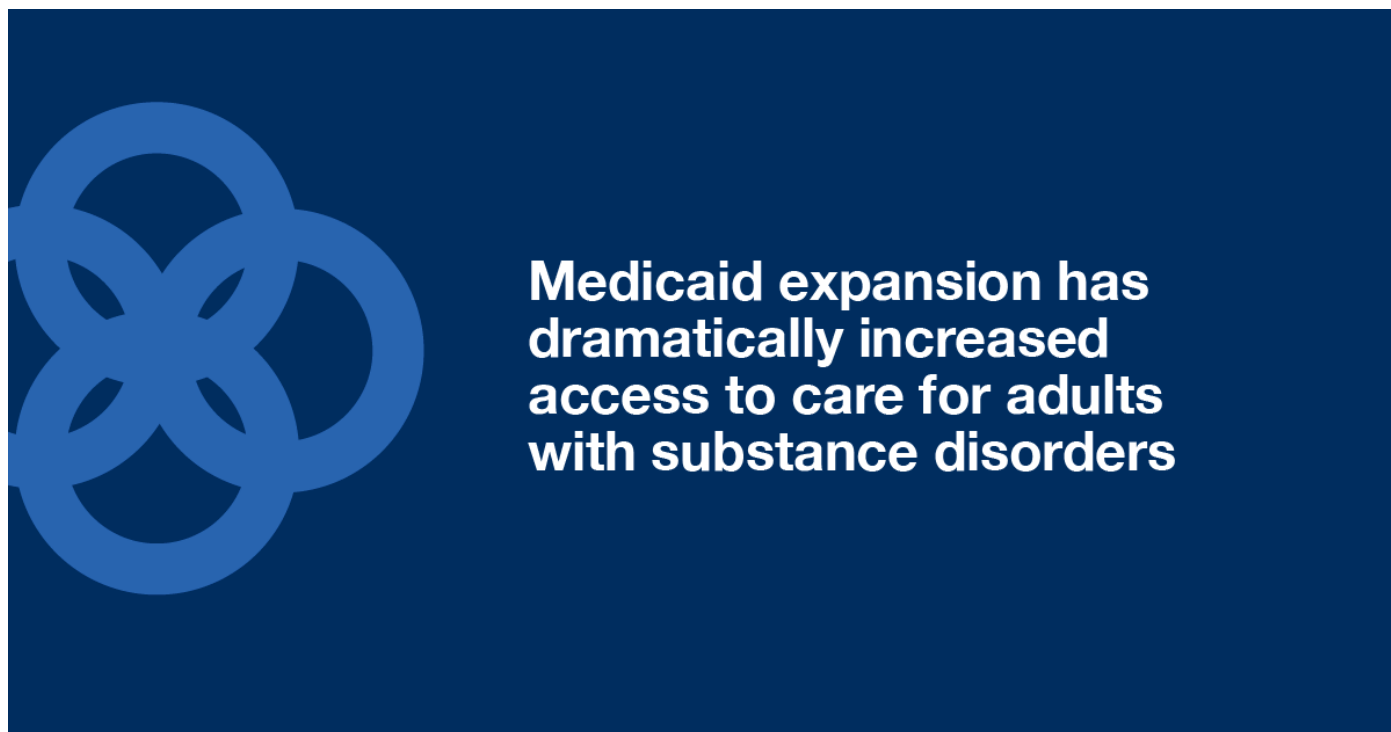 Medicaid expansion has
dramatically increased
access to care for adults
with substance disorders